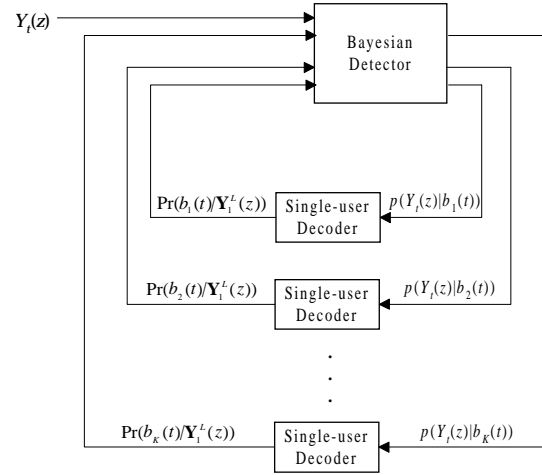 Y_t(z)
Bayesian
Detector
Pr(b_1(t)/Y_1^L(z))
Single-user
Decoder
p(Y_t(z)|b_1(t))
Pr(b_2(t)/Y_1^L(z))
Single-user
Decoder
p(Y_t(z)|b_2(t))
.
.
.
Pr(b_K(t)/Y_1^L(z))
Single-user
Decoder
p(Y_t(z)|b_K(t))